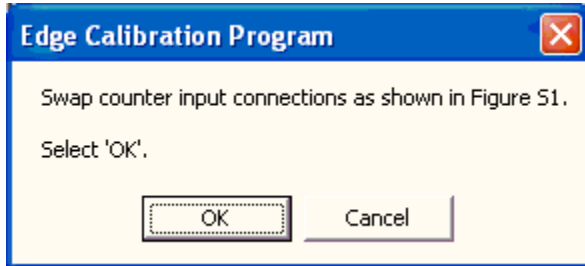 Edge Calibration Program
Swap counter input connections as shown in Figure S1.
Select 'OK'.
OK
Cancel